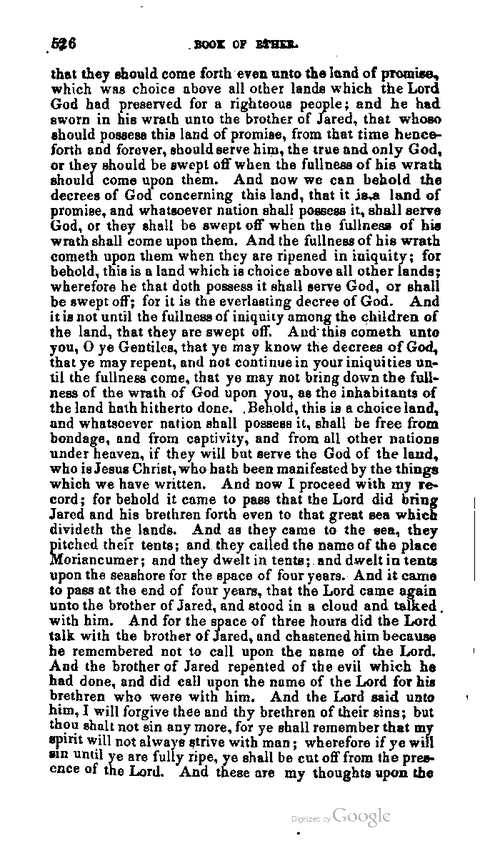 526 BOOK OF ETHER.
that they should come forth even unto the land of promise,
which was choice above all other lands which the Lord
God had preserved for a righteous people; and he had
sworn in his wrath unto the brother of Jared, that whoso
should possess this land of promise, from that time hence-
forth and forever, should serve him, the true and only God,
or they should be swept off when the fullness of his wrath
should come upon them. And now we can behold the
decrees of God concerning this land, that it is a land of
promise, and whatsoever nation shall possess it, shall serve
God, or they shall be swept off when the fullness of his
wrath shall come upon them. And the fullness of his wrath
cometh upon them when they are ripened in iniquity; for
behold, this is a land which is choice above all other lands;
wherefore he that doth possess it shall serve God, or shall
be swept off; for it is the everlasting decree of God. And
it is not until the fullness of iniquity among the children of
the land, that they are swept off. And this cometh unto
you, O ye Gentiles, that ye may know the decrees of God,
that ye may repent, and not continue in your iniquities un-
til the fullness come, that ye may not bring down the full-
ness of the wrath of God upon you, as the inhabitants of
the land hath hitherto done. Behold, this is a choice land,
and whatsoever nation shall possess it, shall be free from
bondage, and from captivity, and from all other nations
under heaven, if they will but serve the God of the land,
who is Jesus Christ, who hath been manifested by the things
which we have written. And now I proceed with my re-
cord; for behold it came to pass that the Lord did bring
Jared and his brethren forth even to that great sea which
divideth the lands. And as they came to the sea, they
pitched their tents; and they called the name of the place
Moriancumer; and they dwelt in tents; and dwelt in tents
upon the seashore for the space of four years. And it came
to pass at the end of four years, that the Lord came again
unto the brother of Jared, and stood in a cloud and talked
with him. And for the space of three hours did the Lord
talk with the brother of Jared, and chastened him because
he remembered not to call upon the name of the Lord.
And the brother of Jared repented of the evil which he
had done, and did call upon the name of the Lord for his
brethren who were with him. And the Lord said unto
him, I will forgive thee and thy brethren of their sins; but
thou shalt not sin any more, for ye shall remember that my
spirit will not always strive with man; wherefore if ye will
sin until ye are fully ripe, ye shall be cut off from the pres-
ence of the Lord. And these are my thoughts upon the
Digitized by Google